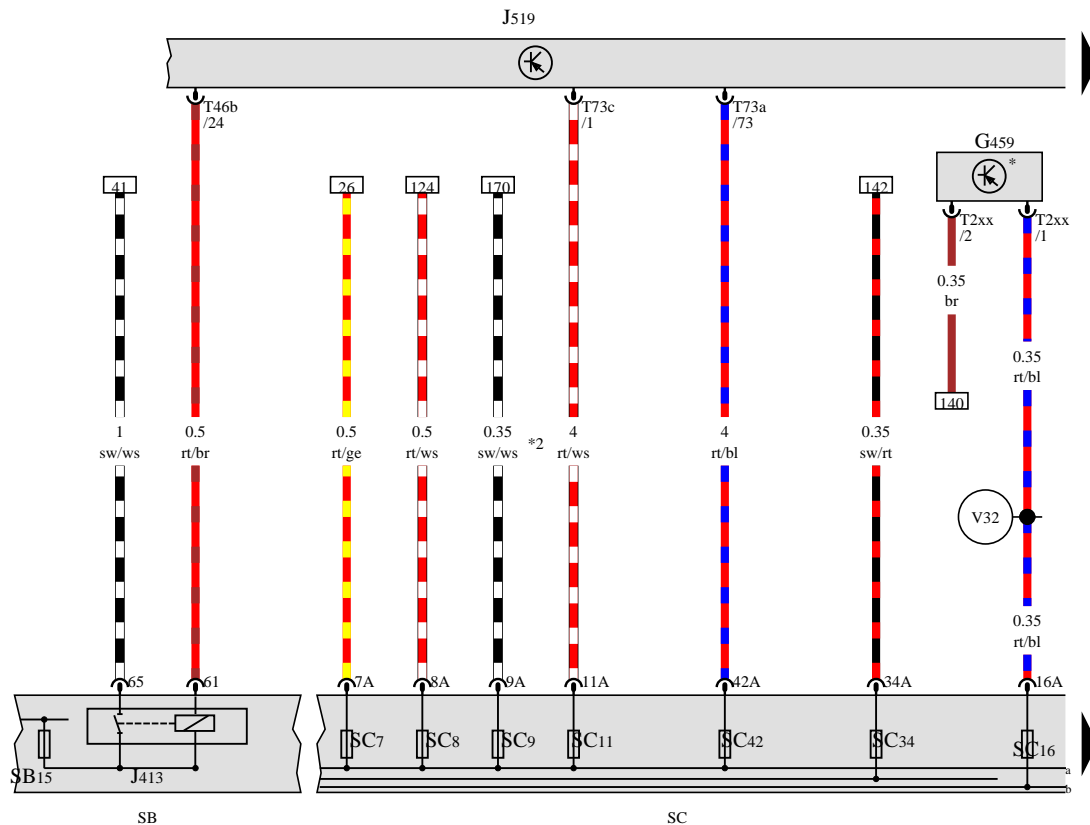 J519
T46b
/24
T73c
/1
T73a
/73
G459
*
41
26
124
170
142
T2xx
/2
T2xx
/1
0.35
br
0.35
rt/bl
140
1
sw/ws
0.5
rt/br
0.5
rt/ge
0.5
rt/ws
0.35
sw/ws
*2
4
rt/ws
4
rt/bl
0.35
sw/rt
V32
0.35
rt/bl
65
61
7A
8A
9A
11A
42A
34A
16A
SB15
J413
SC7
SC8
SC9
SC11
SC42
SC34
SC16
a
b
SB
SC